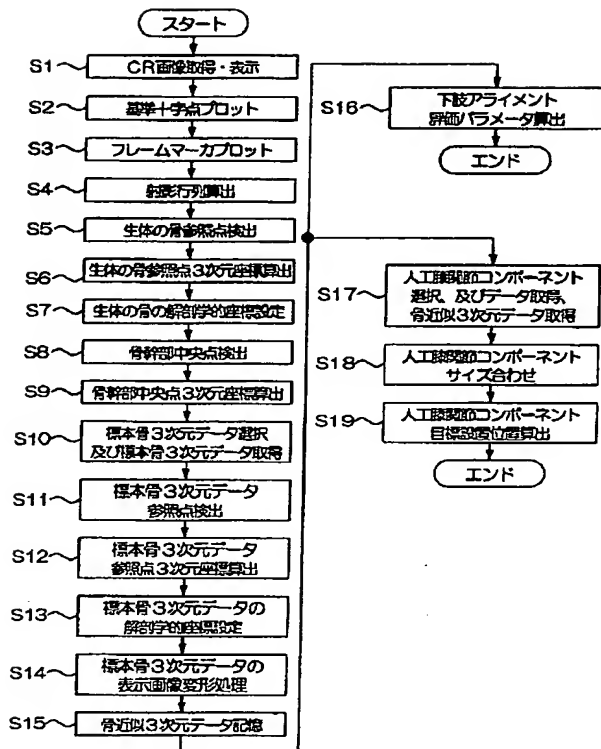 スタート
S1 CR画像取得・表示
S2 基準十字点プロット
S3 フレームマーカプロット
S4 射影行列算出
S5 生体の骨参照点検出
S6 生体の骨参照点3次元座標算出
S7 生体の骨の解剖学的座標設定
S8 骨幹部中央点検出
S9 骨幹部中央点3次元座標算出
S10 標本骨3次元データ選択
及び標本骨3次元データ取得
S11 標本骨3次元データ
参照点検出
S12 標本骨3次元データ
参照点3次元座標算出
S13 標本骨3次元データの
解剖学的座標設定
S14 標本骨3次元データの
表示画像変形処理
S15 骨近似3次元データ記憶
S16 下肢アライメント
評価パラメータ算出
エンド
S17 人工膝関節コンポーネント
選択、及びデータ取得、
骨近似3次元データ取得
S18 人工膝関節コンポーネント
サイズ合わせ
S19 人工膝関節コンポーネント
目標設置位置算出
エンド